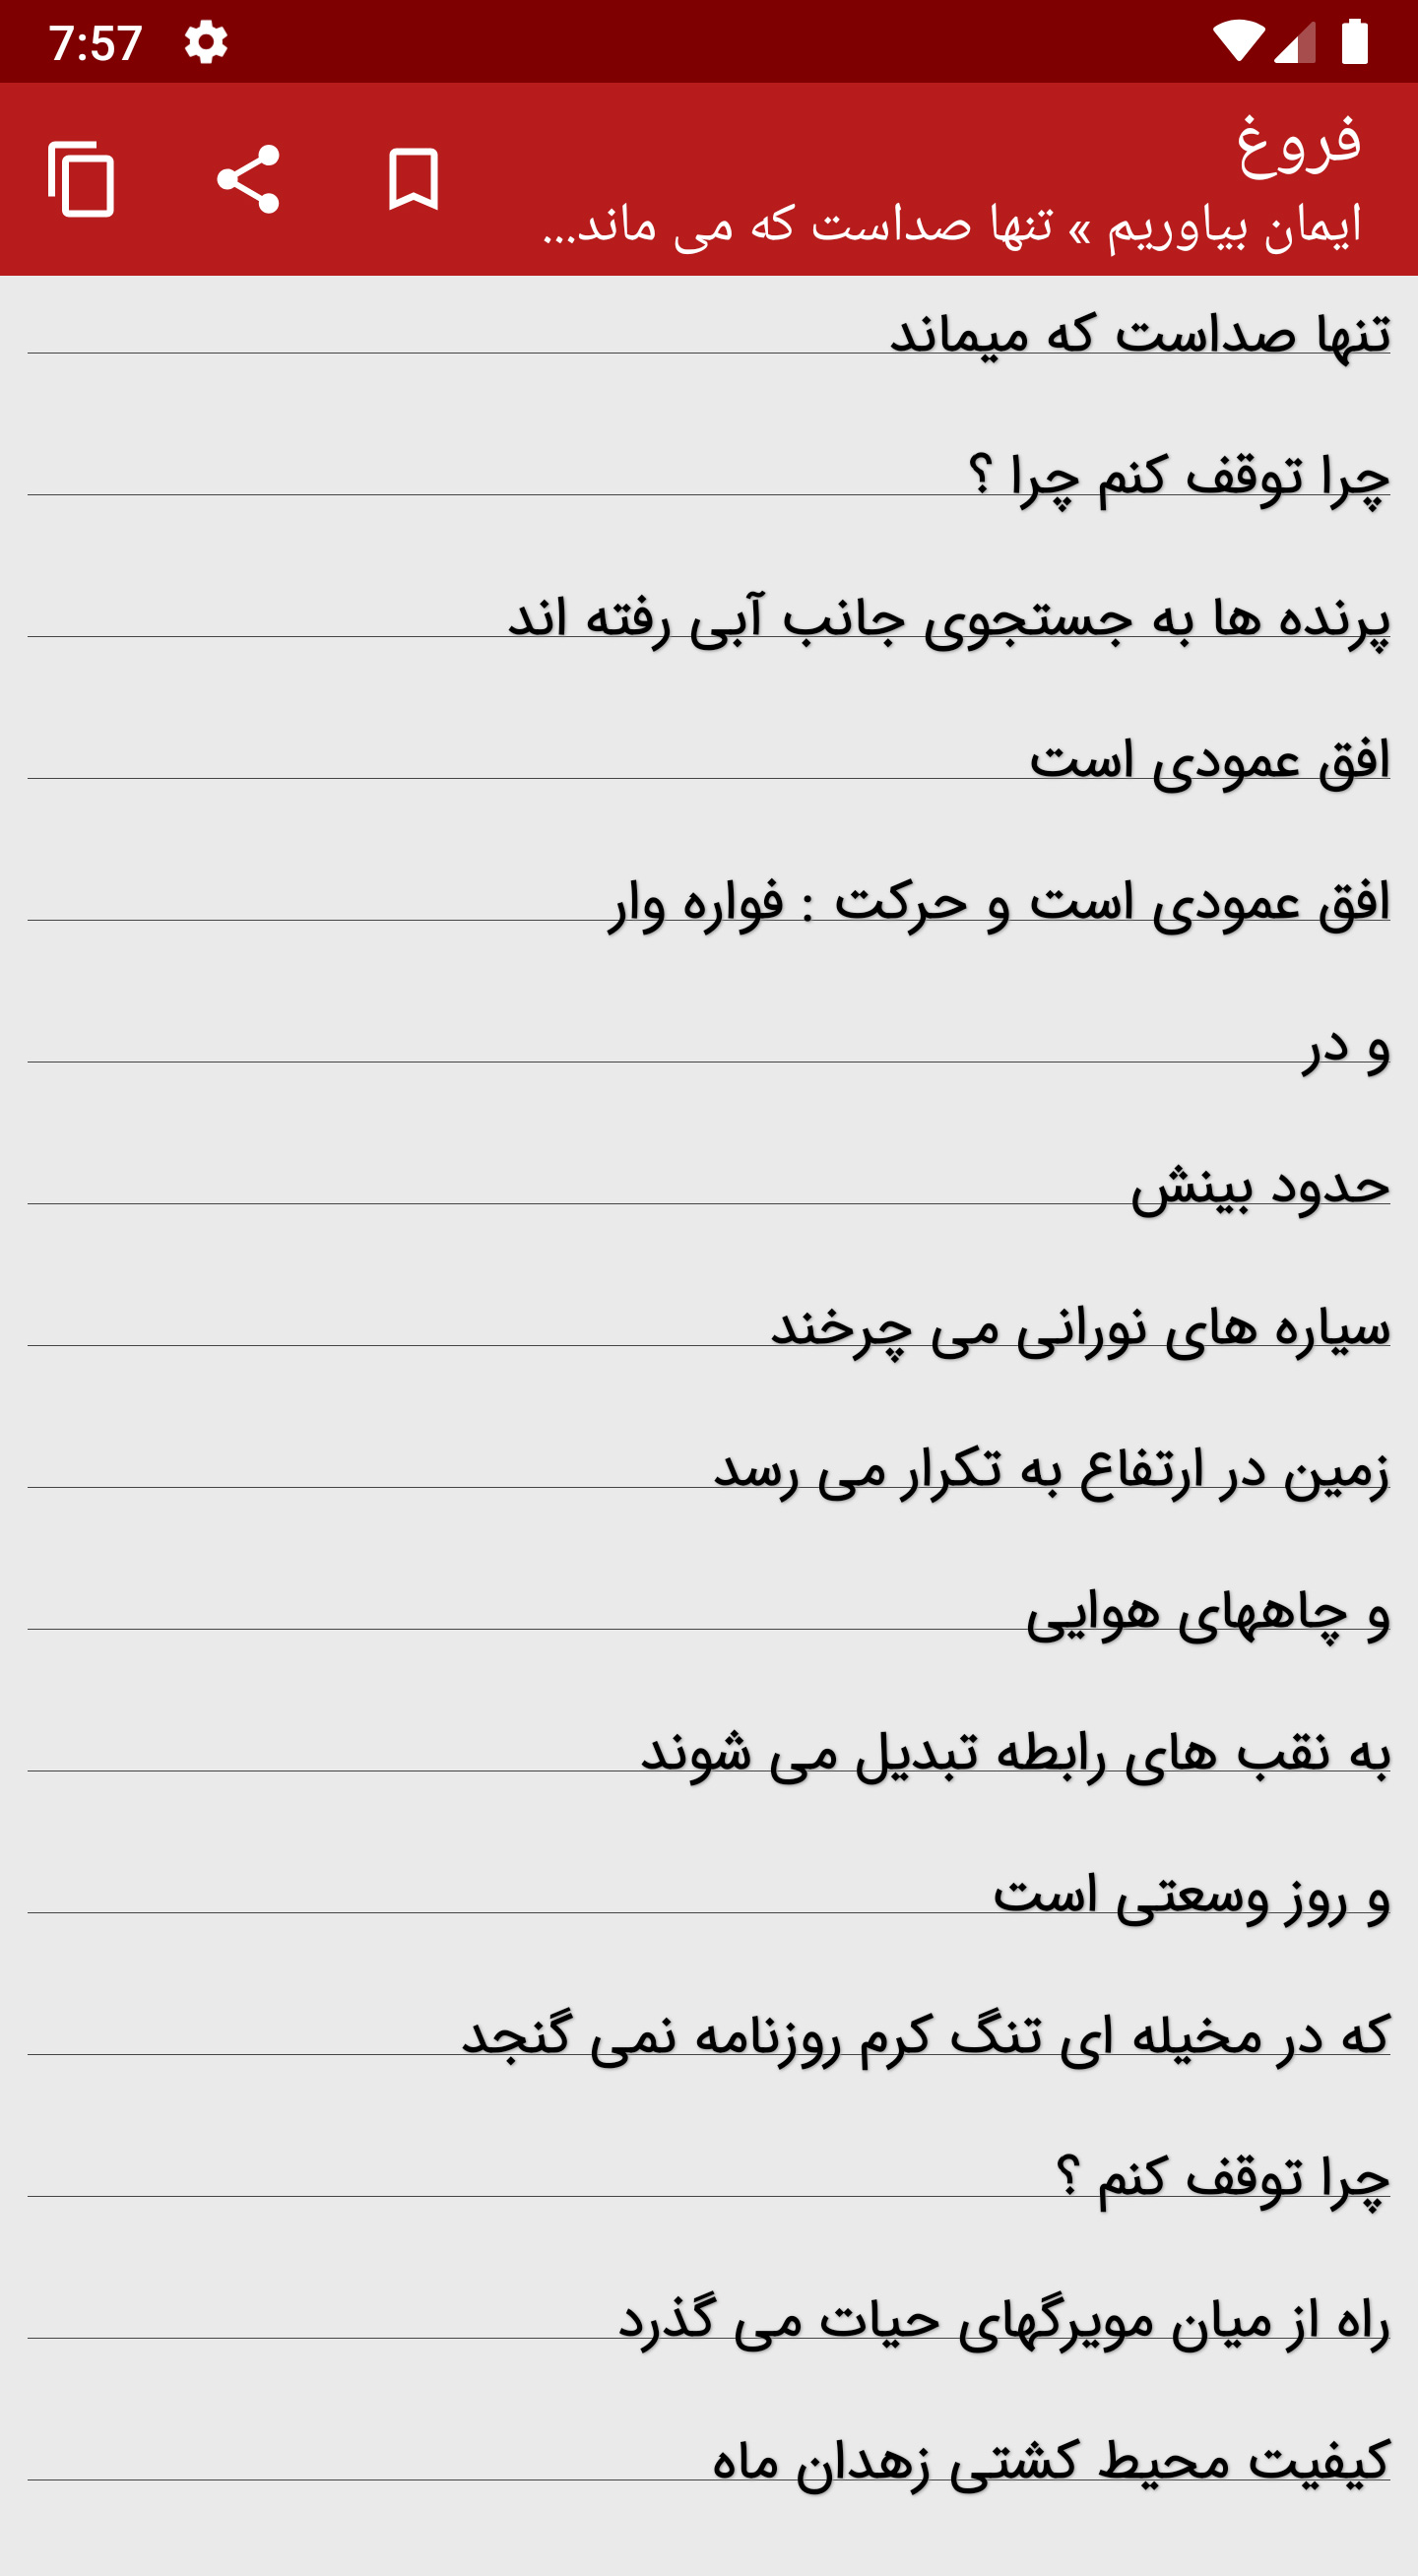 7:57
فروغ
ایمان بیاوریم » تنها صداست که می ماند...
تنها صداست که میماند
چرا توقف کنم چرا ؟
پرنده ها به جستجوی جانب آبی رفته اند
افق عمودی است
افق عمودی است و حرکت : فواره وار
و در
حدود بینش
سیاره های نورانی می چرخند
زمین در ارتفاع به تکرار می رسد
و چاههای هوایی
به نقب های رابطه تبدیل می شوند
و روز وسعتی است
که در مخیله ای تنگ کرم روزنامه نمی گنجد
چرا توقف کنم ؟
راه از میان مویرگهای حیات می گذرد
کیفیت محیط کشتی زهدان ماه